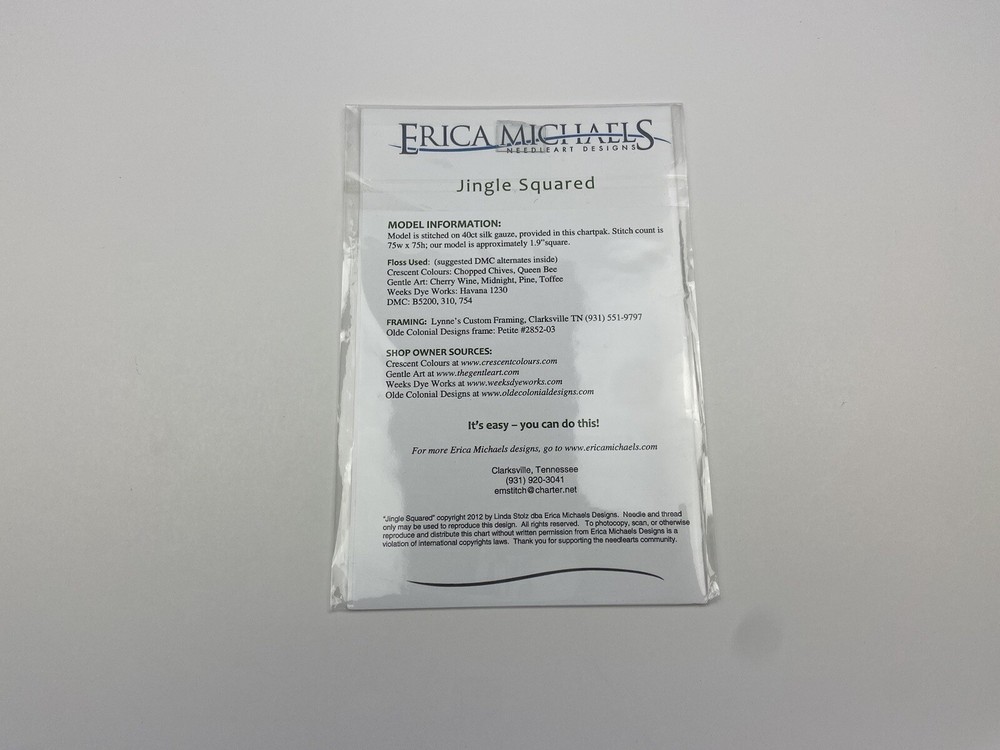 ERICA MICHAELS
NEEDLEART DESIGNS
Jingle Squared
MODEL INFORMATION:
Model is stitched on 40ct silk gauze, provided in this chartpak. Stitch count is
75w x 75h; our model is approximately 1.9"square.
Floss Used: (suggested DMC alternates inside)
Crescent Colours: Chopped Chives, Queen Bee
Gentle Art: Cherry Wine, Midnight, Pine, Toffee
Weeks Dye Works: Havana 1230
DMC: B5200, 310, 754
FRAMING: Lynne's Custom Framing, Clarksville TN (931) 551-9797
Olde Colonial Designs frame: Petite #2852-03
SHOP OWNER SOURCES:
Crescent Colours at www.crescentcolours.com
Gentle Art at www.thegentleart.com
Weeks Dye Works at www.weeksdyeworks.com
Olde Colonial Designs at www.oldecolonialdesigns.com
It's easy – you can do this!
For more Erica Michaels designs, go to www.ericamichaels.com
Clarksville, Tennessee
(931) 920-3041
emstitch@charter.net
"Jingle Squared" copyright 2012 by Linda Stolz dba Erica Michaels Designs. Needle and thread
only may be used to reproduce this design. All rights reserved. To photocopy, scan, or otherwise
reproduce and distribute this chart without written permission from Erica Michaels Designs is a
violation of international copyrights laws. Thank you for supporting the needlearts community.